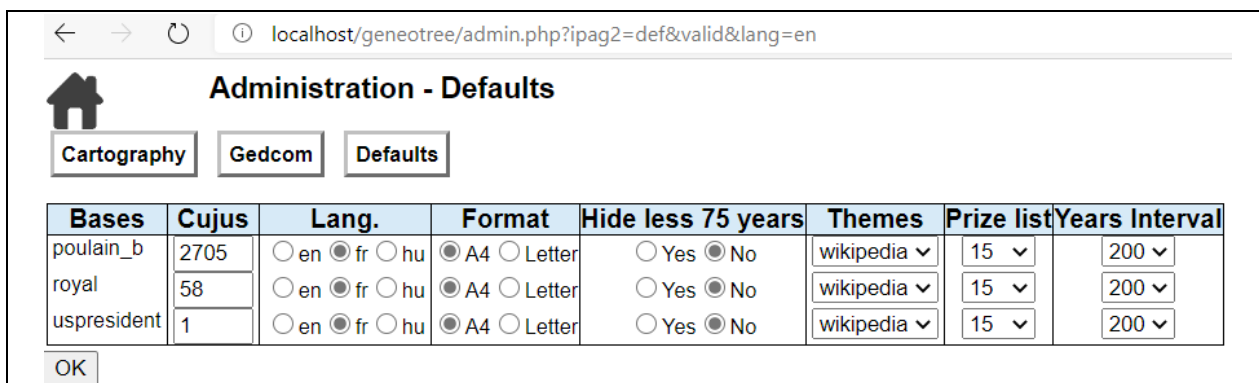 localhost/geneotree/admin.php?ipag2=def&valid&lang=en
Administration - Defaults
Cartography Gedcom Defaults
Bases Cujus Lang. Format Hide less 75 years Themes Prize list Years Interval
poulain_b 2705 en fr hu A4 Letter Yes No wikipedia 15 200
royal 58 en fr hu A4 Letter Yes No wikipedia 15 200
uspresident 1 en fr hu A4 Letter Yes No wikipedia 15 200
OK